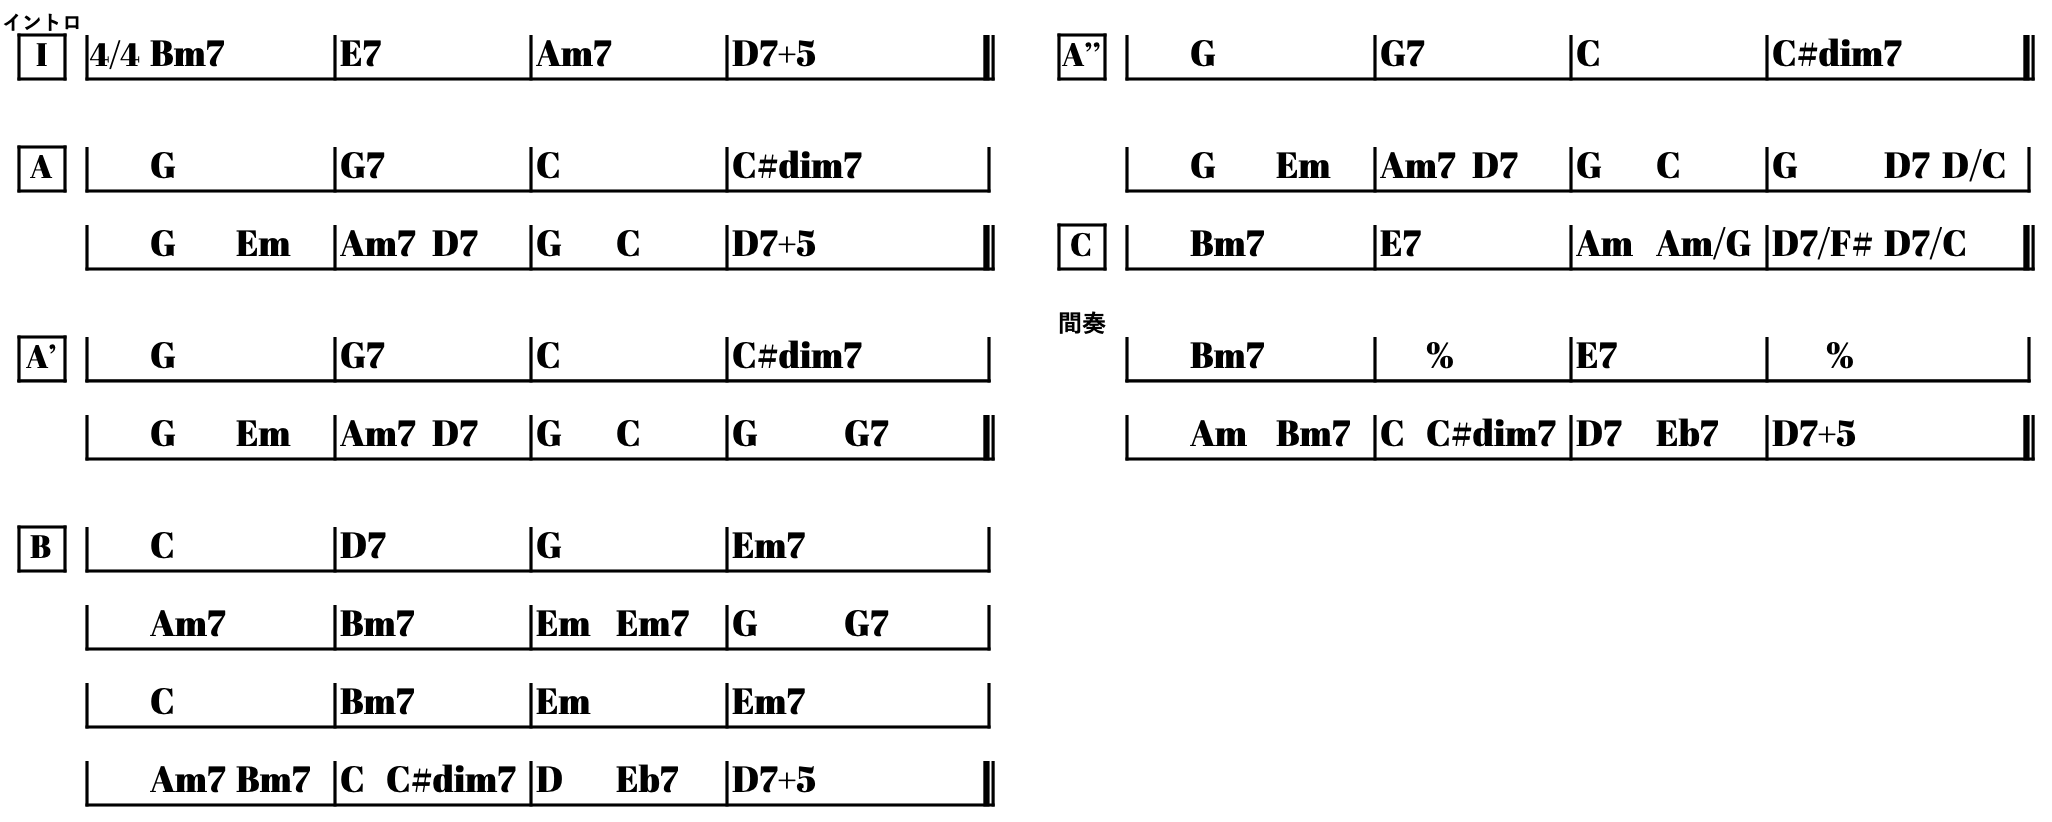 イントロ
I 4/4 Bm7 E7 Am7 D7+5
A G G7 C C#dim7
G Em Am7 D7 G C D7+5
A’ G G7 C C#dim7
G Em Am7 D7 G C G G7
B C D7 G Em7
Am7 Bm7 Em Em7 G G7
C Bm7 Em Em7
Am7 Bm7 C C#dim7 D Eb7 D7+5
A” G G7 C C#dim7
G Em Am7 D7 G C G D7 D/C
C Bm7 E7 Am Am/G D7/F# D7/C
間奏
Bm7 % E7 %
Am Bm7 C C#dim7 D7 Eb7 D7+5